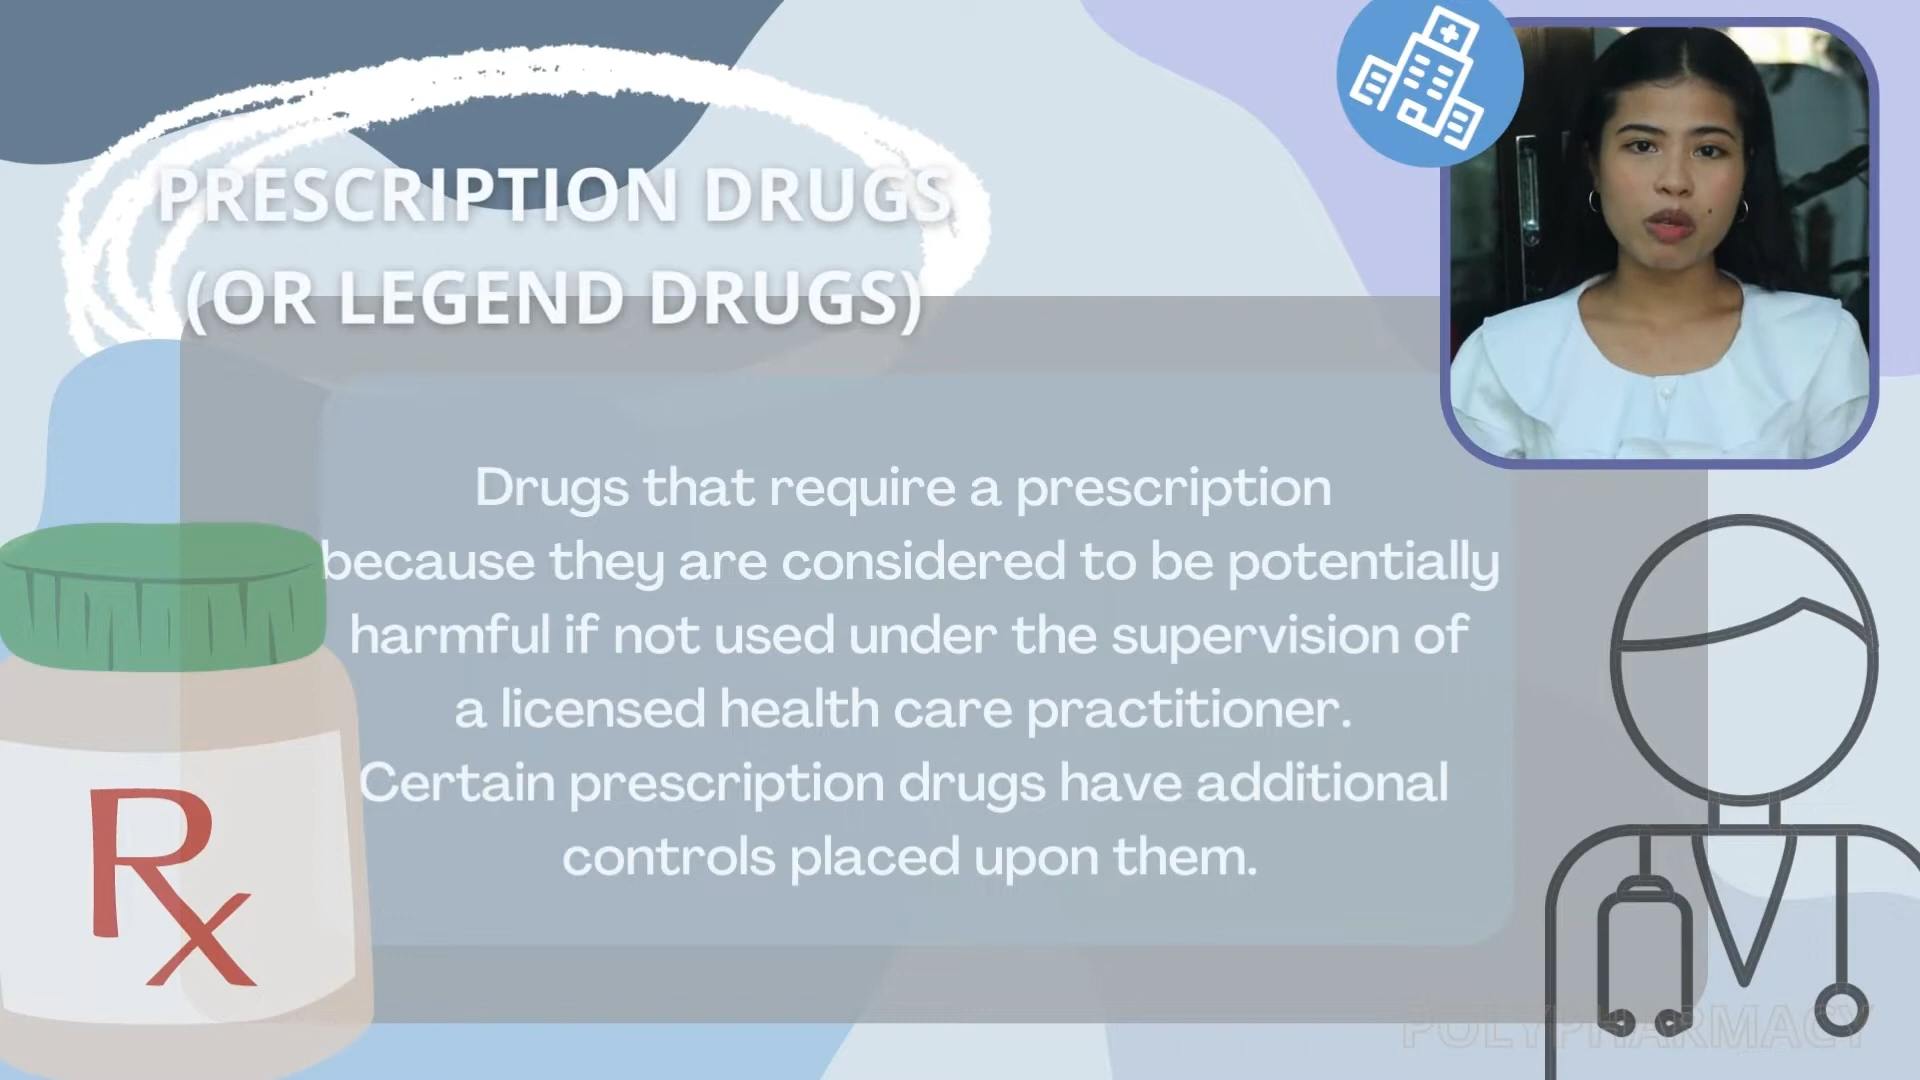 PRESCRIPTION DRUGS
(OR LEGEND DRUGS)
Drugs that require a prescription
because they are considered to be potentially
harmful if not used under the supervision of
a licensed health care practitioner.
Certain prescription drugs have additional
controls placed upon them.
Rx
POLYPHARMACY